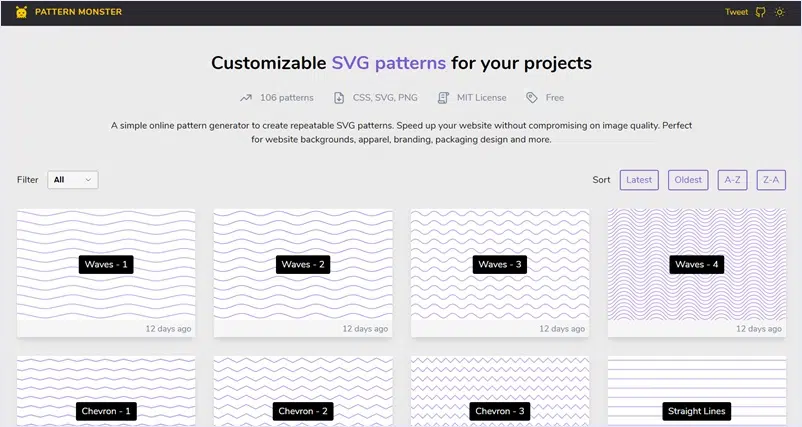 PATTERN MONSTER
Tweet
Customizable SVG patterns for your projects
106 patterns CSS, SVG, PNG MIT License Free
A simple online pattern generator to create repeatable SVG patterns. Speed up your website without compromising on image quality. Perfect
for website backgrounds, apparel, branding, packaging design and more.
Filter All Sort Latest Oldest A-Z Z-A
Waves - 1 Waves - 2 Waves - 3 Waves - 4
12 days ago 12 days ago 12 days ago 12 days ago
Chevron - 1 Chevron - 2 Chevron - 3 Straight Lines